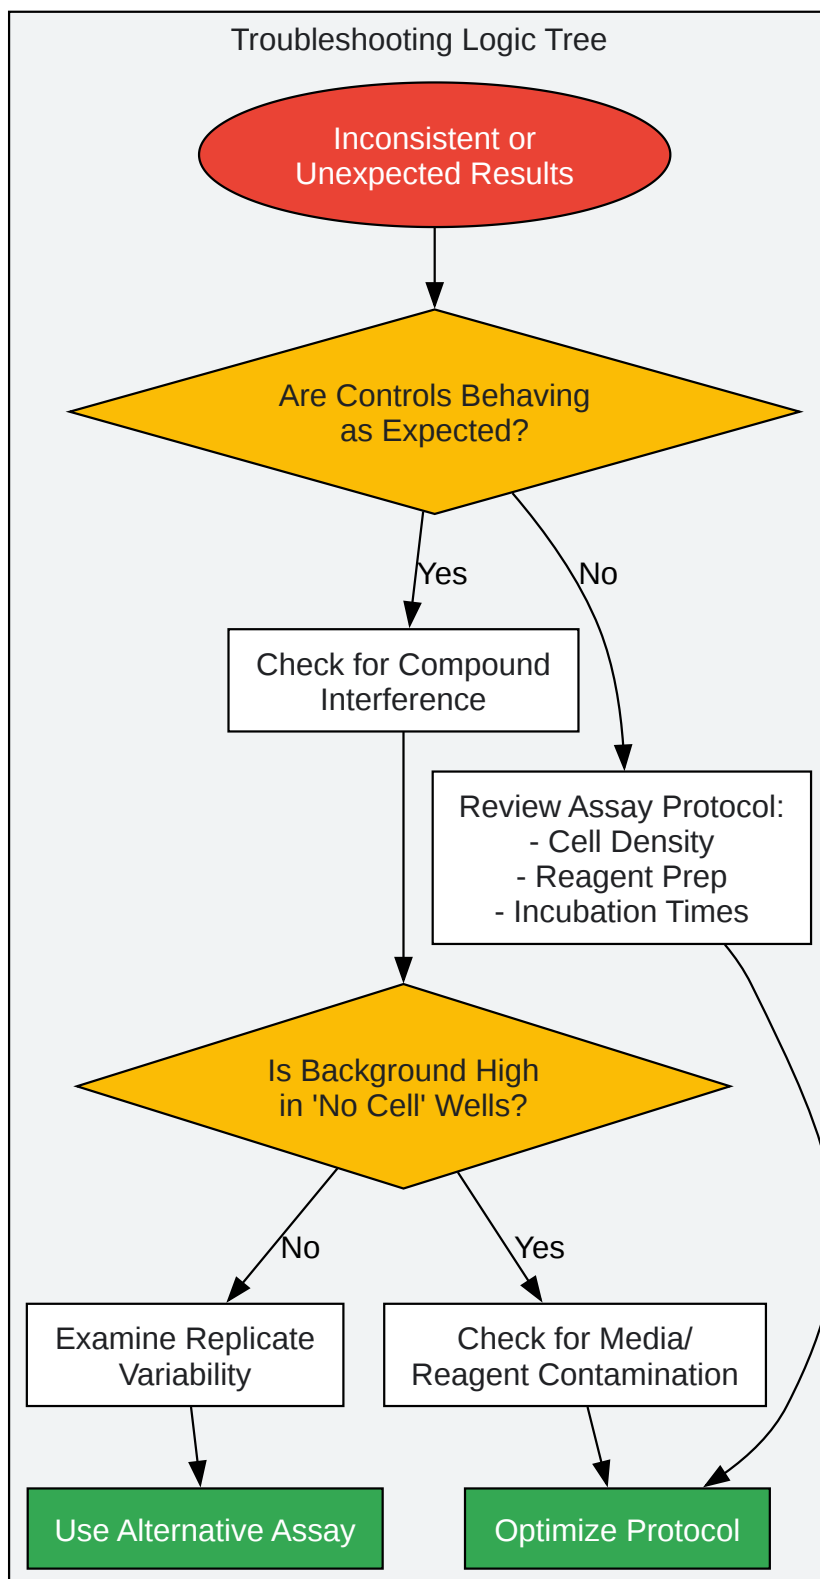 Troubleshooting Logic Tree
Inconsistent or
Unexpected Results
Are Controls Behaving
as Expected?
Yes
No
Check for Compound
Interference
Review Assay Protocol:
- Cell Density
- Reagent Prep
- Incubation Times
Is Background High
in 'No Cell' Wells?
No
Yes
Examine Replicate
Variability
Check for Media/
Reagent Contamination
Use Alternative Assay
Optimize Protocol